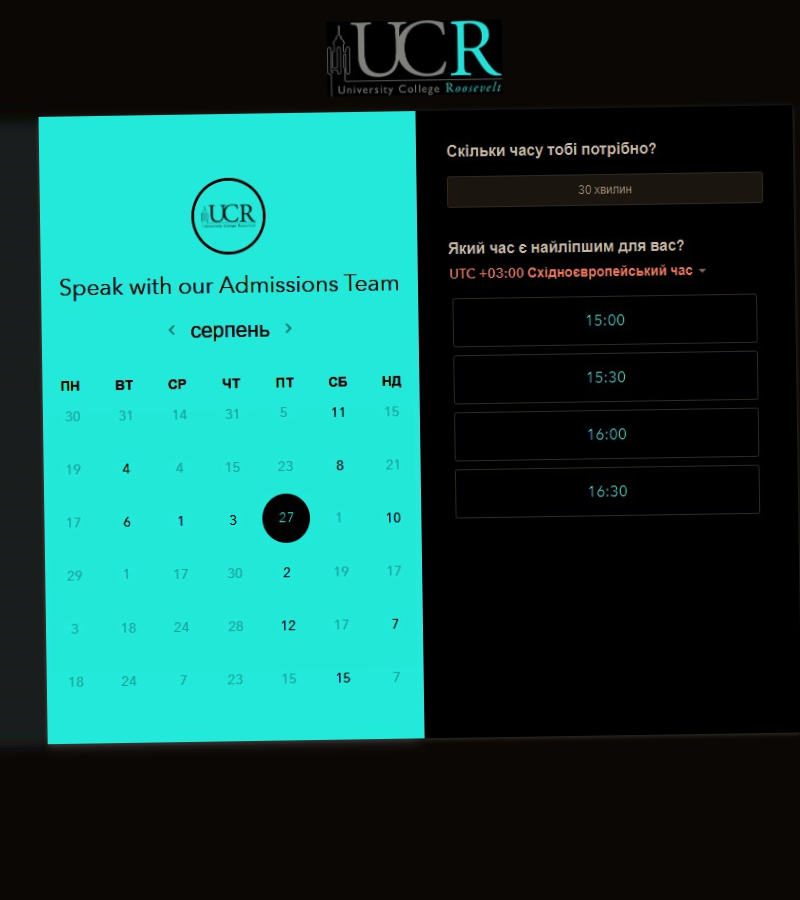 UCR
University College Roosevelt
UCR
University College Roosevelt
Speak with our Admissions Team
серпень
ПН ВТ СР ЧТ ПТ СБ НД
30 31 14 31 5 11 15
19 4 4 15 23 8 21
17 6 1 3 27 1 10
29 1 17 30 2 19 17
3 18 24 28 12 17 7
18 24 7 23 15 15 7
Скільки часу тобі потрібно?
30 хвилин
Який час є найліпшим для вас?
UTC +03:00 Східноєвропейський час
15:00
15:30
16:00
16:30